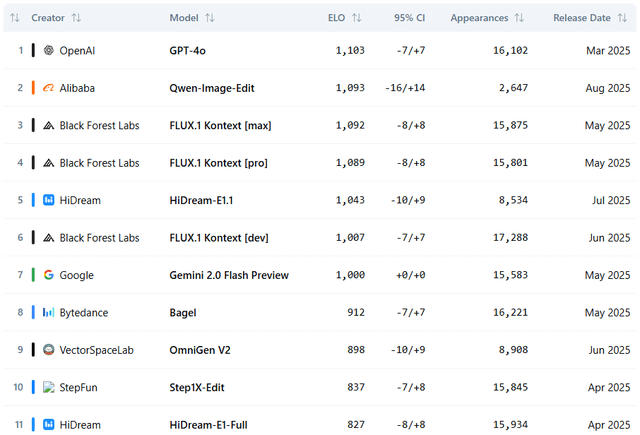 Creator Model ELO 95% CI Appearances Release Date
1 OpenAI GPT-4o 1,103 -7/+7 16,102 Mar 2025
2 Alibaba Qwen-Image-Edit 1,093 -16/+14 2,647 Aug 2025
3 Black Forest Labs FLUX.1 Kontext [max] 1,092 -8/+8 15,875 May 2025
4 Black Forest Labs FLUX.1 Kontext [pro] 1,089 -8/+8 15,801 May 2025
5 HiDream HiDream-E1.1 1,043 -10/+9 8,534 Jul 2025
6 Black Forest Labs FLUX.1 Kontext [dev] 1,007 -7/+7 17,288 Jun 2025
7 Google Gemini 2.0 Flash Preview 1,000 +0/+0 15,583 May 2025
8 Bytedance Bagel 912 -7/+7 16,221 May 2025
9 VectorSpaceLab OmniGen V2 898 -10/+9 8,908 Jun 2025
10 StepFun Step1X-Edit 837 -7/+8 15,845 Apr 2025
11 HiDream HiDream-E1-Full 827 -8/+8 15,934 Apr 2025